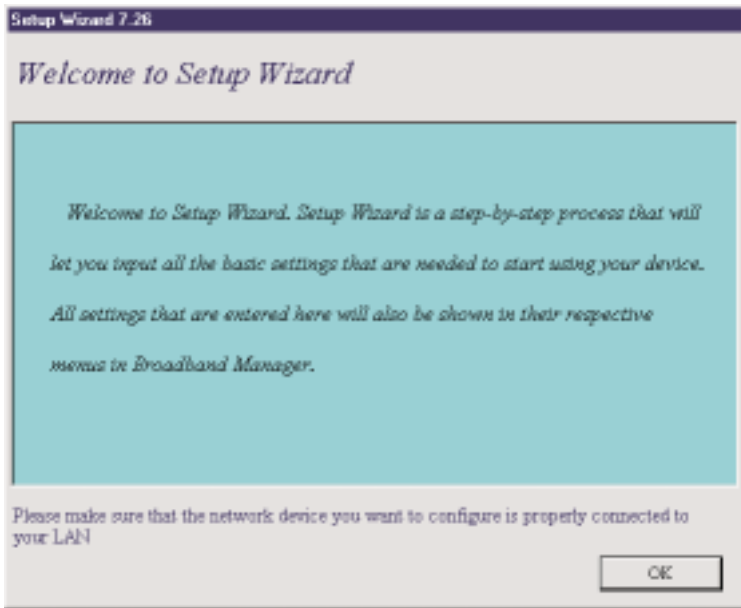 Setup Wizard 7.26
Welcome to Setup Wizard
Welcome to Setup Wizard. Setup Wizard is a step-by-step process that will
let you input all the basic settings that are needed to start using your device.
All settings that are entered here will also be shown in their respective
menus in Broadband Manager.
Please make sure that the network device you want to configure is properly connected to
your LAN
OK